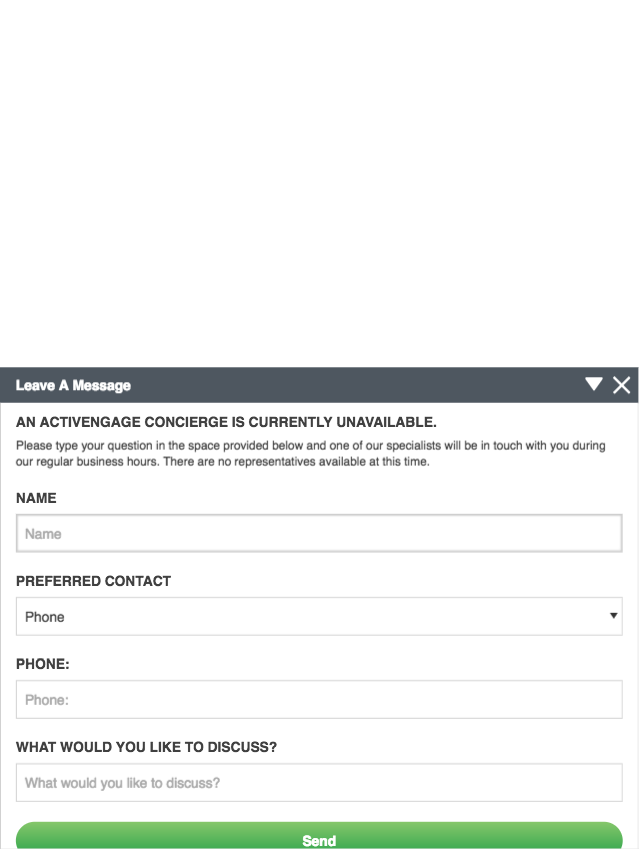 Leave A Message
AN ACTIVENGAGE CONCIERGE IS CURRENTLY UNAVAILABLE.
Please type your question in the space provided below and one of our specialists will be in touch with you during
our regular business hours. There are no representatives available at this time.
NAME
Name
PREFERRED CONTACT
Phone
PHONE:
Phone:
WHAT WOULD YOU LIKE TO DISCUSS?
What would you like to discuss?
Send